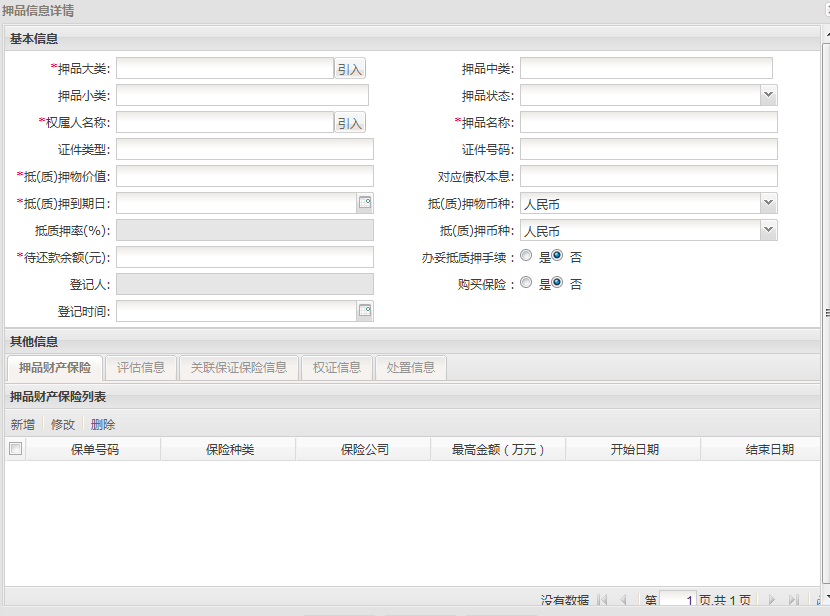 押品信息详情
基本信息
*押品大类: 引入 押品中类:
押品小类: 押品状态:
*权属人名称: 引入 *押品名称:
证件类型: 证件号码:
*抵(质)押物价值: 对应债权本息:
*抵(质)押到期日: 抵(质)押物币种: 人民币
抵质押率(%): 抵(质)押币种: 人民币
*待还款余额(元): 办妥抵质押手续: 是 否
登记人: 购买保险: 是 否
登记时间:
其他信息
押品财产保险 评估信息 关联保证保险信息 权证信息 处置信息
押品财产保险列表
新增 修改 删除
保单号码 保险种类 保险公司 最高金额(万元) 开始日期 结束日期
没有数据 第 1 页,共 1 页